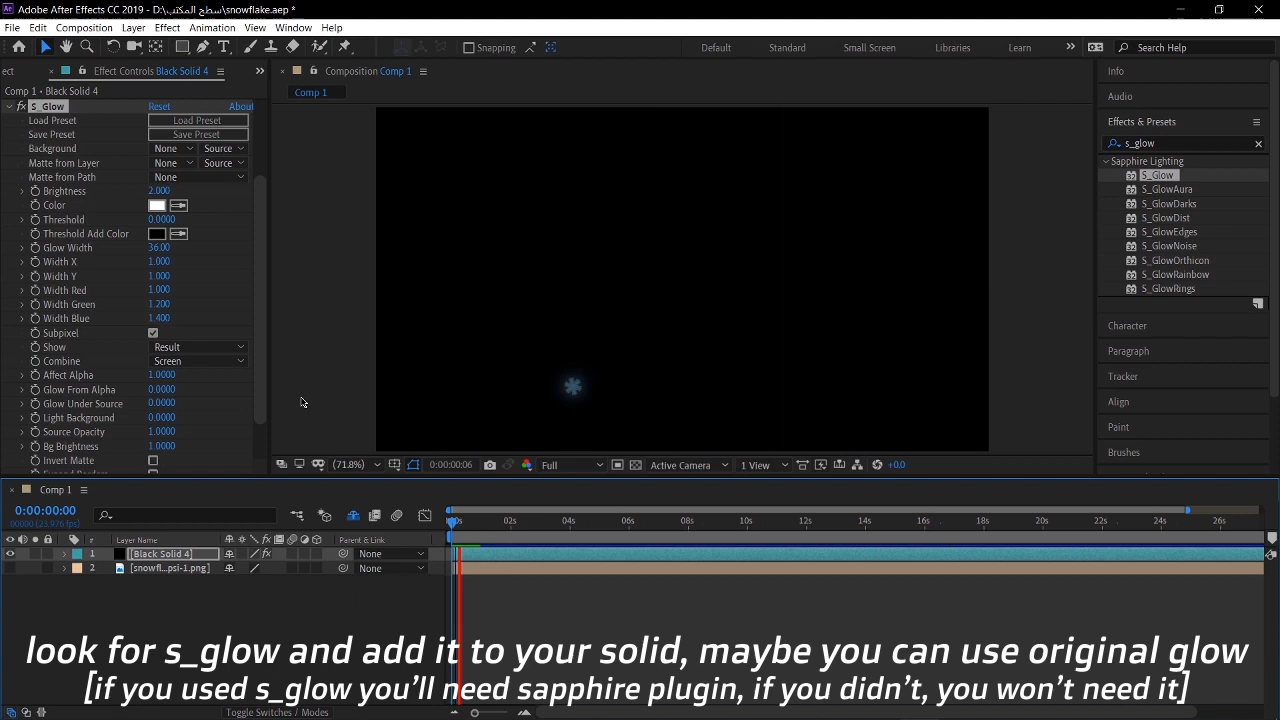 Adobe After Effects CC 2019 - D:\سطح المكتب\snowflake.aep *
File Edit Composition Layer Effect Animation View Window Help
Snapping Default Standard Small Screen Libraries Learn Search Help
ect Effect Controls Black Solid 4
Comp 1 • Black Solid 4
fx S_Glow Reset About
Load Preset Load Preset
Save Preset Save Preset
Background None Source
Matte from Layer None Source
Matte from Path None
Brightness 2.000
Color
Threshold 0.0000
Threshold Add Color
Glow Width 36.00
Width X 1.000
Width Y 1.000
Width Red 1.000
Width Green 1.200
Width Blue 1.400
Subpixel
Show Result
Combine Screen
Affect Alpha 1.0000
Glow From Alpha 0.0000
Glow Under Source 0.0000
Light Background 0.0000
Source Opacity 1.0000
Bg Brightness 1.0000
Invert Matte
Composition Comp 1
Comp 1
(71.8%) 0:00:00:06 Full Active Camera 1 View +0.0
Info
Audio
Effects & Presets
s_glow
Sapphire Lighting
S_Glow
S_GlowAura
S_GlowDarks
S_GlowDist
S_GlowEdges
S_GlowNoise
S_GlowOrthicon
S_GlowRainbow
S_GlowRings
Character
Paragraph
Tracker
Align
Paint
Brushes
Comp 1
0:00:00:00
00000 (23.976 fps)
02s 04s 06s 08s 10s 12s 14s 16s 18s 20s 22s 24s 26s
# Layer Name Parent & Link
1 [Black Solid 4] None
2 [snowfl...psi-1.png] None
look for s_glow and add it to your solid, maybe you can use original glow
[if you used s_glow you'll need sapphire plugin, if you didn't, you won't need it]
Toggle Switches / Modes